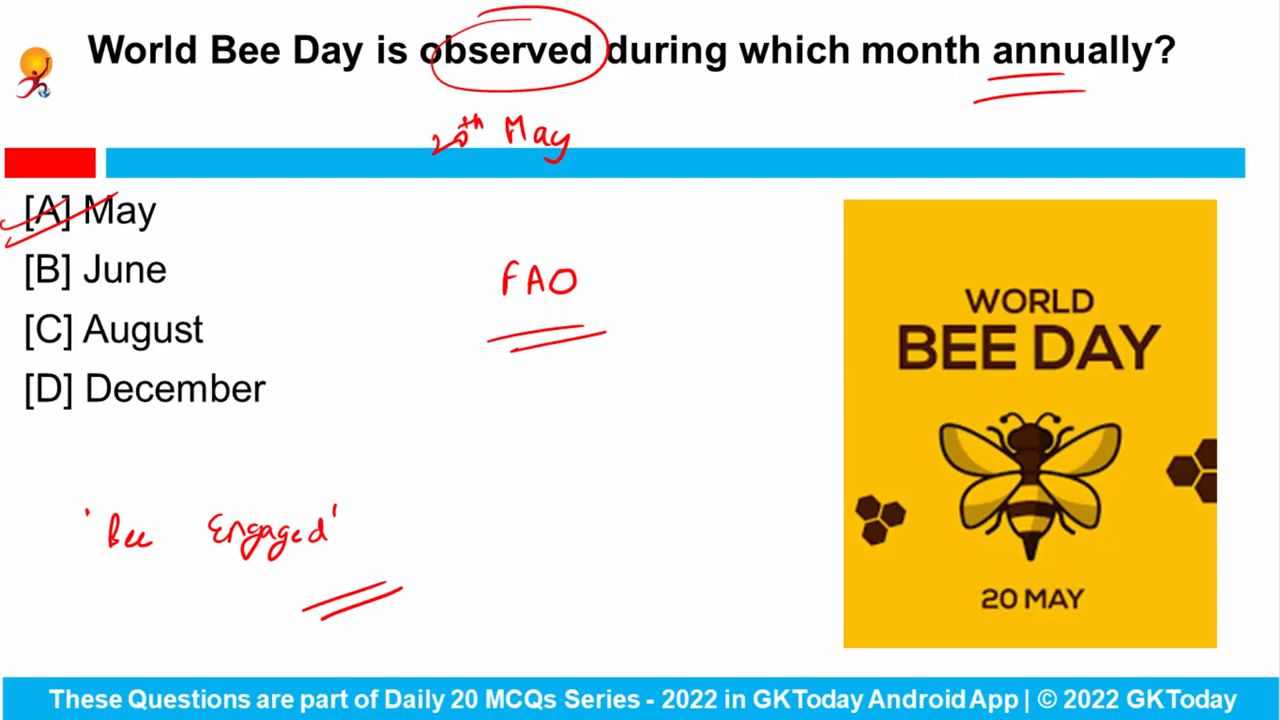 World Bee Day is observed during which month annually?
20th May
[A] May
[B] June
[C] August
[D] December
FAO
'Bee Engaged'
WORLD
BEE DAY
20 MAY
These Questions are part of Daily 20 MCQs Series - 2022 in GKToday Android App | © 2022 GKToday